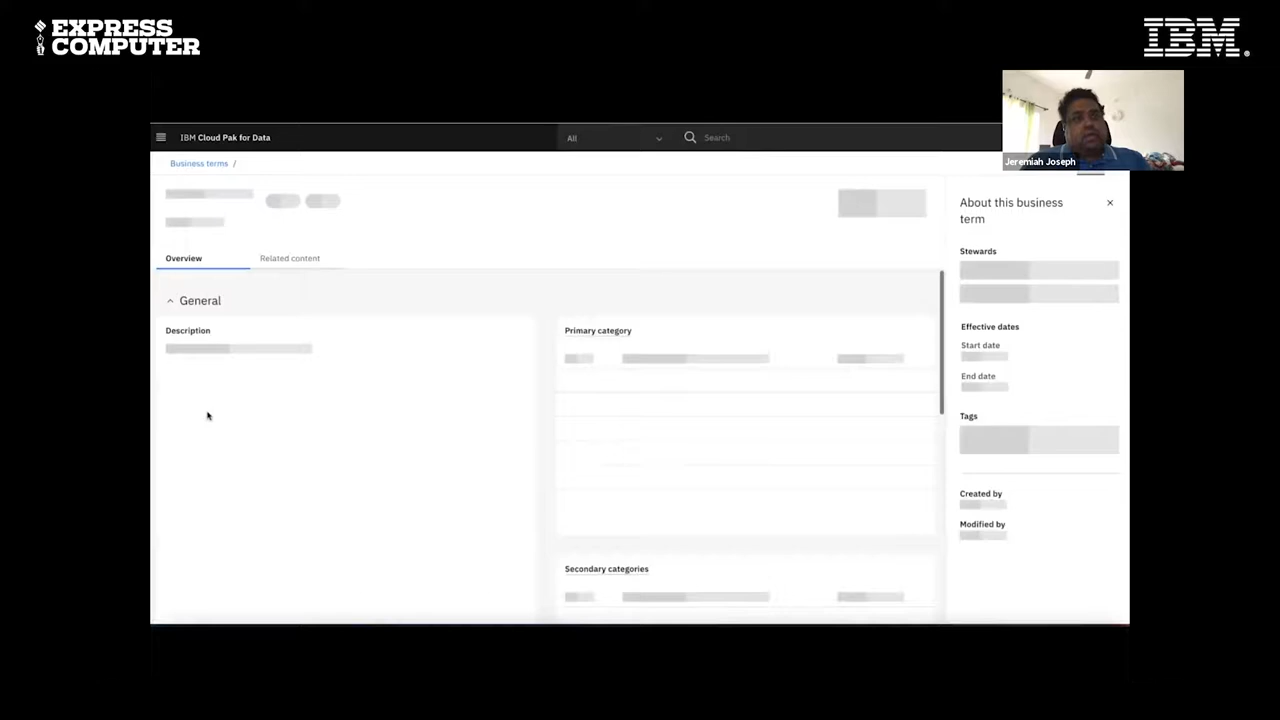 EXPRESS
COMPUTER
IBM
Jeremiah Joseph
IBM Cloud Pak for Data
All
Search
Business terms /
Overview
Related content
General
Description
Primary category
Secondary categories
About this business
term
Stewards
Effective dates
Start date
End date
Tags
Created by
Modified by